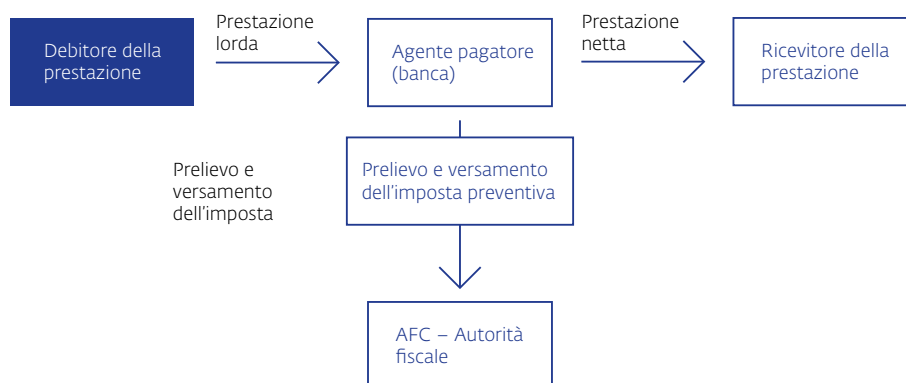 Debitore della
prestazione
Prestazione
lorda
Agente pagatore
(banca)
Prestazione
netta
Ricevitore della
prestazione
Prelievo e
versamento
dell'imposta
Prelievo e versamento
dell'imposta preventiva
AFC – Autorità
fiscale